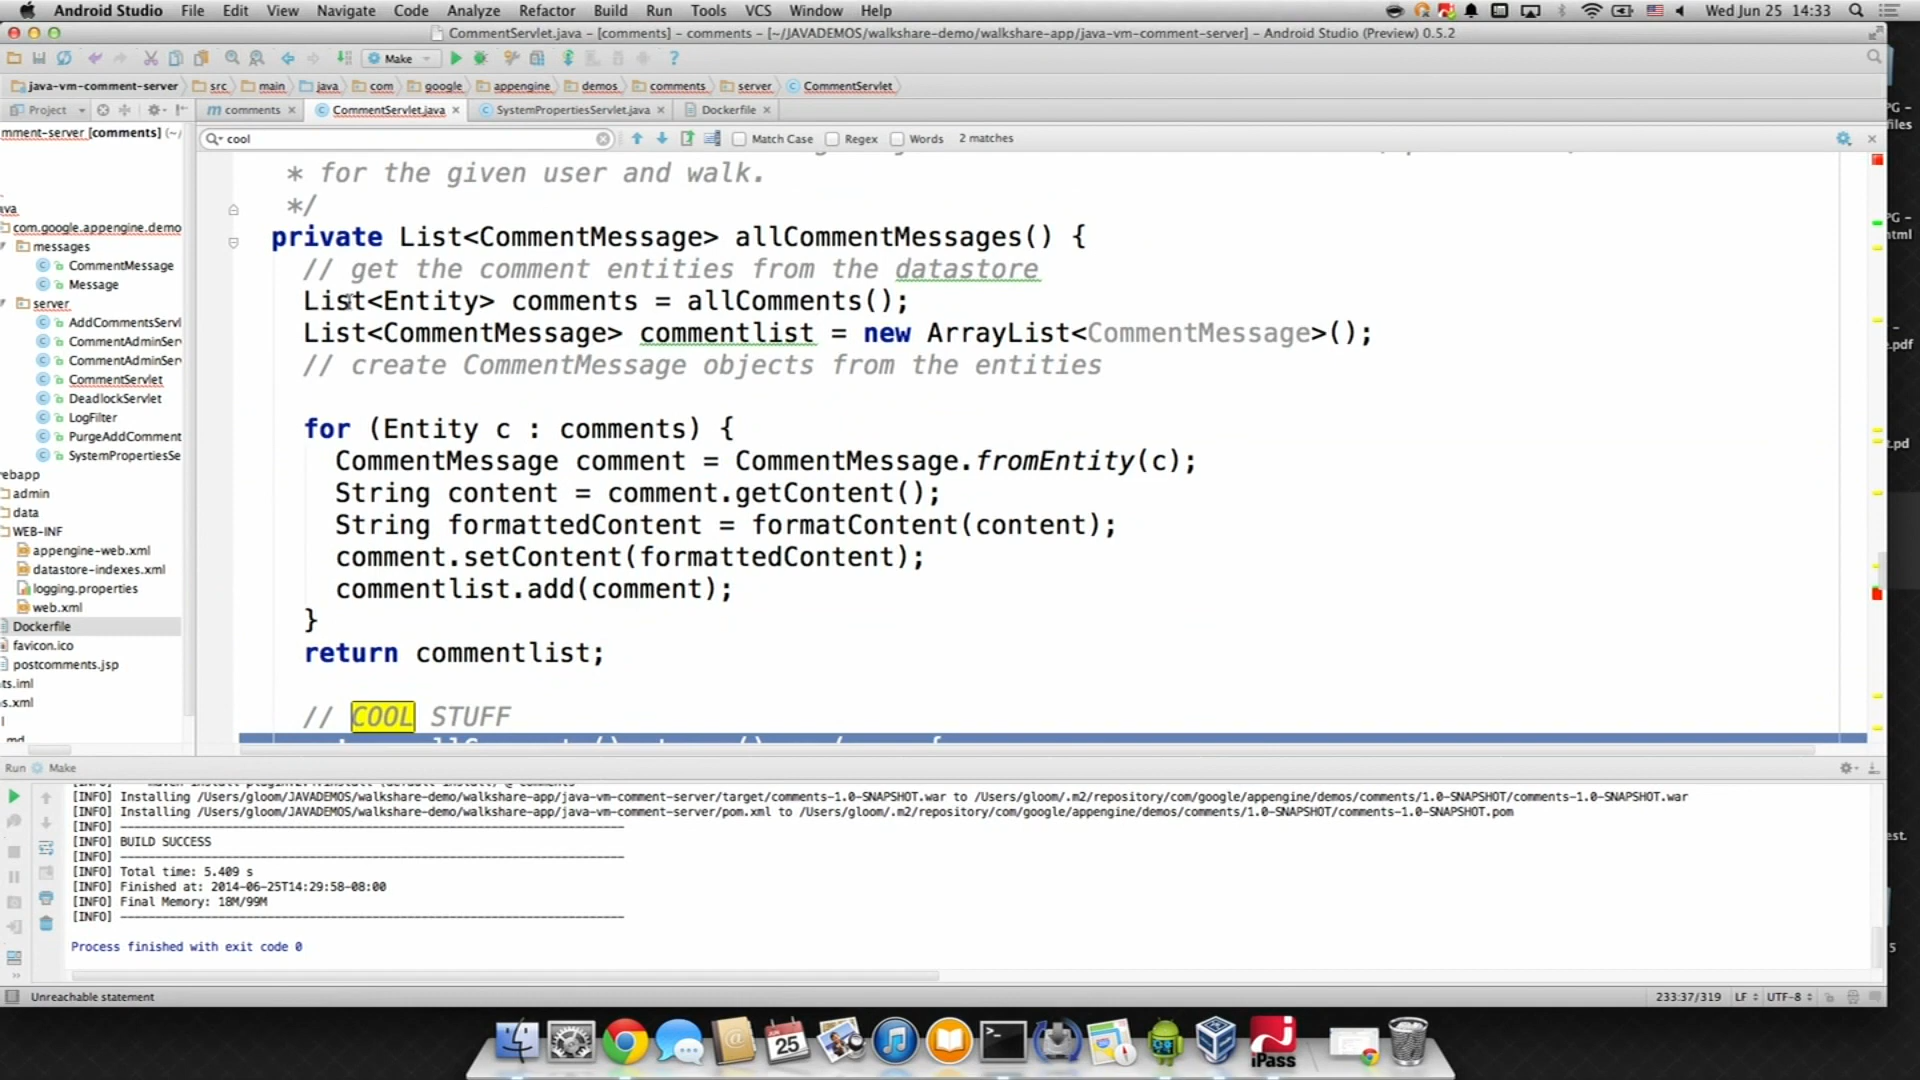 Android Studio File Edit View Navigate Code Analyze Refactor Build Run Tools VCS Window Help Wed Jun 25 14:33
CommentServlet.java - [comments] - comments - [~/JAVADEMOS/walkshare-demo/walkshare-app/java-vm-comment-server] - Android Studio (Preview) 0.5.2
Make
java-vm-comment-server src main java com google appengine demos comments server CommentServlet
Project comments CommentServlet.java SystemPropertiesServlet.java Dockerfile
cool Match Case Regex Words 2 matches
mment-server [comments] (~/
ava
com.google.appengine.demo
messages
CommentMessage
Message
server
AddCommentsServl
CommentAdminSer
CommentAdminSer
CommentServlet
DeadlockServlet
LogFilter
PurgeAddComment
SystemPropertiesSe
ebapp
admin
data
WEB-INF
appengine-web.xml
datastore-indexes.xml
logging.properties
web.xml
Dockerfile
favicon.ico
postcomments.jsp
ts.iml
s.xml
* for the given user and walk.
*/
private List<CommentMessage> allCommentMessages() {
// get the comment entities from the datastore
List<Entity> comments = allComments();
List<CommentMessage> commentlist = new ArrayList<CommentMessage>();
// create CommentMessage objects from the entities
for (Entity c : comments) {
CommentMessage comment = CommentMessage.fromEntity(c);
String content = comment.getContent();
String formattedContent = formatContent(content);
comment.setContent(formattedContent);
commentlist.add(comment);
}
return commentlist;
// COOL STUFF
Run Make
[INFO] Installing /Users/gloom/JAVADEMOS/walkshare-demo/walkshare-app/java-vm-comment-server/target/comments-1.0-SNAPSHOT.war to /Users/gloom/.m2/repository/com/google/appengine/demos/comments/1.0-SNAPSHOT/comments-1.0-SNAPSHOT.war
[INFO] Installing /Users/gloom/JAVADEMOS/walkshare-demo/walkshare-app/java-vm-comment-server/pom.xml to /Users/gloom/.m2/repository/com/google/appengine/demos/comments/1.0-SNAPSHOT/comments-1.0-SNAPSHOT.pom
[INFO] ------------------------------------------------------------------------
[INFO] BUILD SUCCESS
[INFO] ------------------------------------------------------------------------
[INFO] Total time: 5.409 s
[INFO] Finished at: 2014-06-25T14:29:58-08:00
[INFO] Final Memory: 18M/99M
[INFO] ------------------------------------------------------------------------
Process finished with exit code 0
Unreachable statement 233:37/319 LF UTF-8
25
iPass